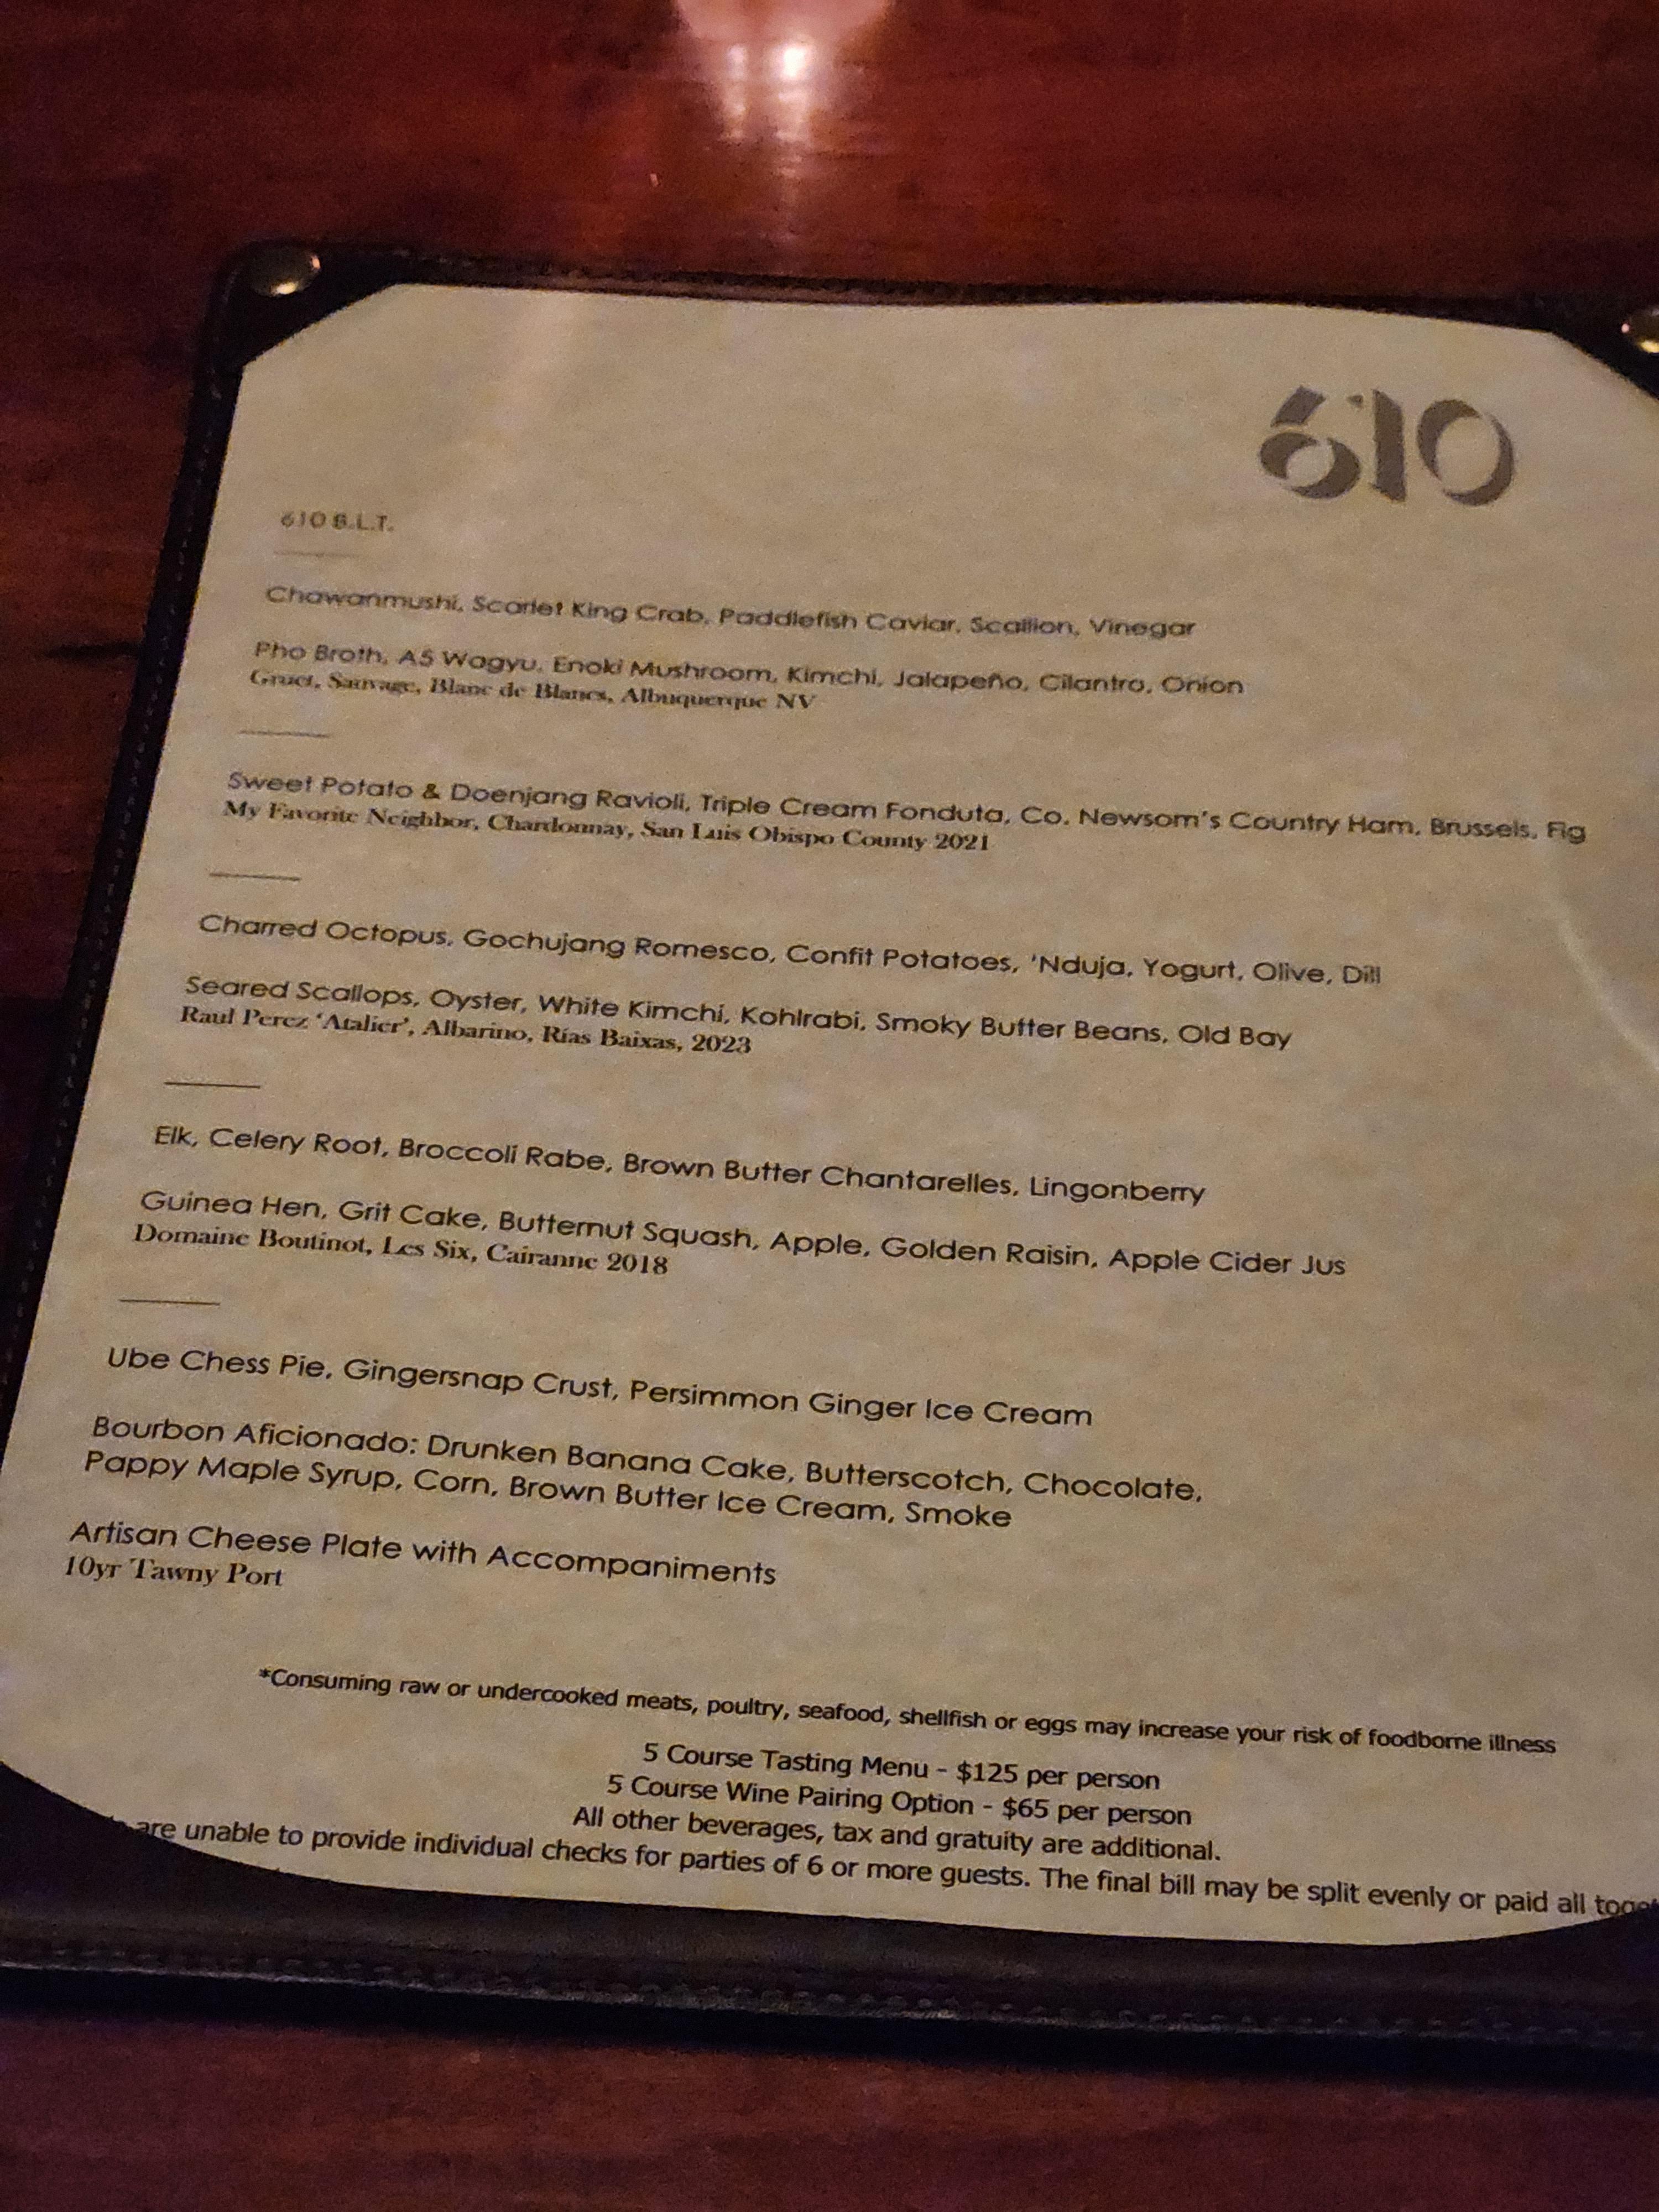 610
610 B.L.T.
Chawanmushi, Scarlet King Crab, Paddlefish Caviar, Scallion, Vinegar
Pho Broth, A5 Wagyu, Enoki Mushroom, Kimchi, Jalapeño, Cilantro, Onion
Gruet, Sauvage, Blanc de Blancs, Albuquerque NV
Sweet Potato & Doenjang Ravioli, Triple Cream Fonduta, Co. Newsom's Country Ham, Brussels, Fig
My Favorite Neighbor, Chardonnay, San Luis Obispo County 2021
Charred Octopus, Gochujang Romesco, Confit Potatoes, 'Nduja, Yogurt, Olive, Dill
Seared Scallops, Oyster, White Kimchi, Kohlrabi, Smoky Butter Beans, Old Bay
Raul Perez 'Atalier', Albarino, Rías Baixas, 2023
Elk, Celery Root, Broccoli Rabe, Brown Butter Chantarelles, Lingonberry
Guinea Hen, Grit Cake, Butternut Squash, Apple, Golden Raisin, Apple Cider Jus
Domaine Boutinot, Les Six, Cairanne 2018
Ube Chess Pie, Gingersnap Crust, Persimmon Ginger Ice Cream
Bourbon Aficionado: Drunken Banana Cake, Butterscotch, Chocolate,
Pappy Maple Syrup, Corn, Brown Butter Ice Cream, Smoke
Artisan Cheese Plate with Accompaniments
10yr Tawny Port
*Consuming raw or undercooked meats, poultry, seafood, shellfish or eggs may increase your risk of foodborne illness
5 Course Tasting Menu - $125 per person
5 Course Wine Pairing Option - $65 per person
All other beverages, tax and gratuity are additional.
are unable to provide individual checks for parties of 6 or more guests. The final bill may be split evenly or paid all